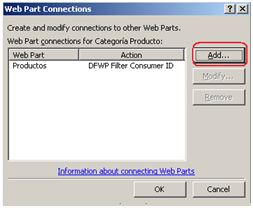 Web Part Connections
Create and modify connections to other Web Parts.
Web Part connections for Categoría Producto:
Web Part Action
Productos DFWP Filter Consumer ID
Add...
Modify...
Remove
Information about connecting Web Parts
OK Cancel